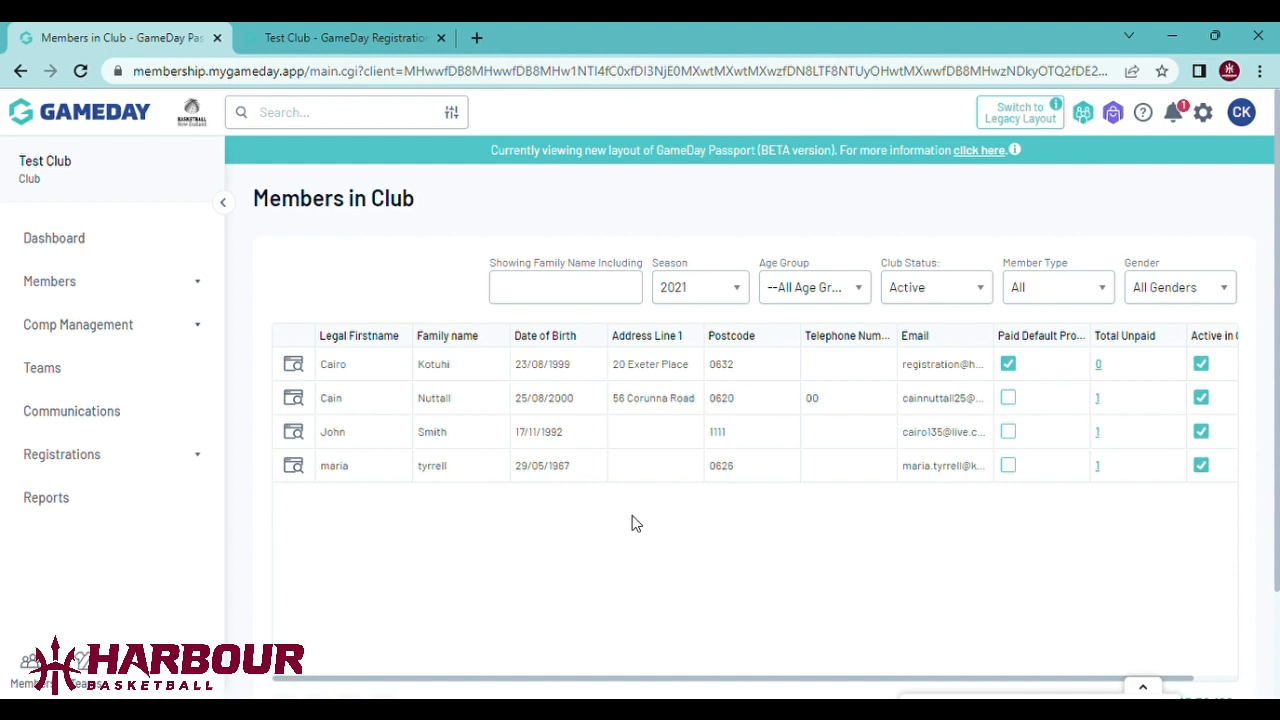 Members in Club - GameDay Pas
Test Club - GameDay Registratio
membership.mygameday.app/main.cgi?client=MHwwfDB8MHwwfDB8MHw1NTI4fC0xfDI3NjE0MXwtMXwtMXwzfDN8LTF8NTUyOHwtMXwwfDB8MHwzNDkyOTQ2fDE2...
GAMEDAY
BASKETBALL
Search...
Switch to
Legacy Layout
1
CK
Currently viewing new layout of GameDay Passport (BETA version). For more information click here.
Test Club
Club
Dashboard
Members
Comp Management
Teams
Communications
Registrations
Reports
Members in Club
Showing Family Name Including
Season
Age Group
Club Status:
Member Type
Gender
2021
--All Age Gr...
Active
All
All Genders
Legal Firstname Family name Date of Birth Address Line 1 Postcode Telephone Num... Email Paid Default Pro... Total Unpaid Active in
Cairo Kotuhi 23/08/1999 20 Exeter Place 0632 registration@h... 0
Cain Nuttall 25/08/2000 56 Corunna Road 0620 00 cainnuttall25@... 1
John Smith 17/11/1992 1111 cairo135@live.c... 1
maria tyrrell 29/05/1967 0626 maria.tyrrell@k... 1
HARBOUR
BASKETBALL